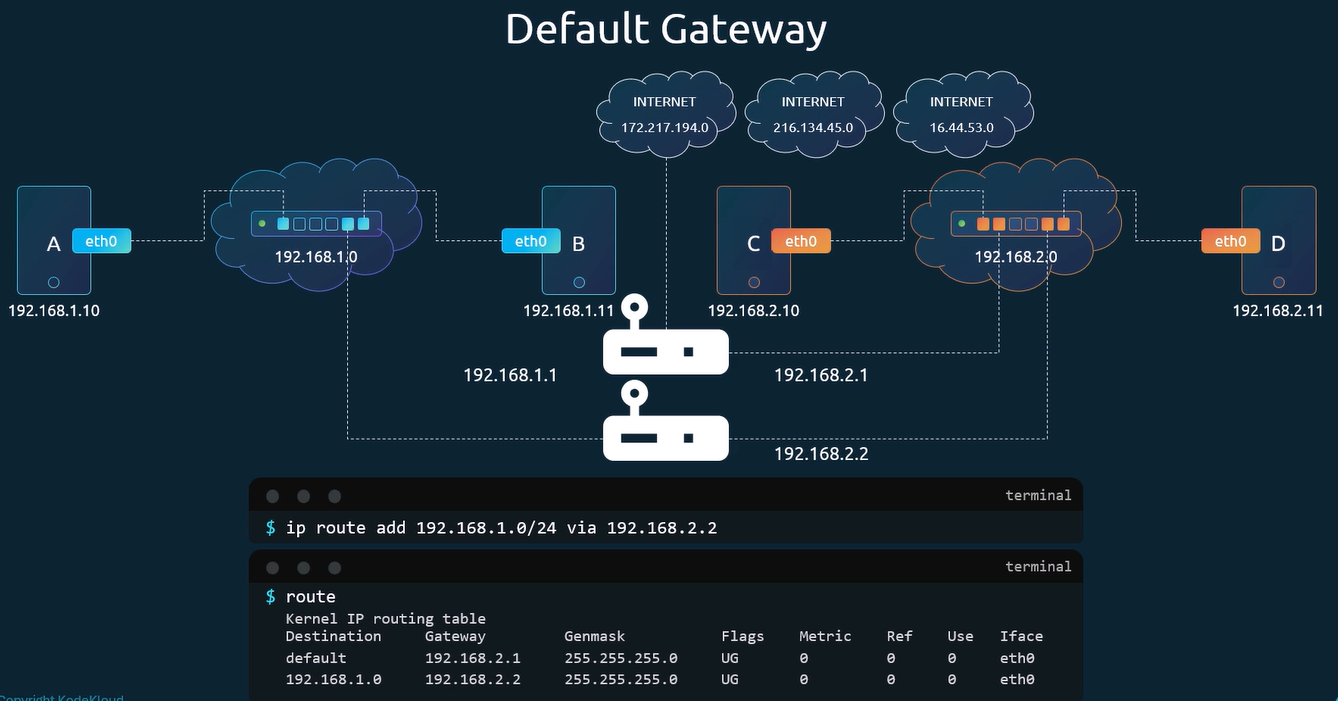 Default Gateway
INTERNET
172.217.194.0
INTERNET
216.134.45.0
INTERNET
16.44.53.0
A
eth0
192.168.1.10
192.168.1.0
eth0
B
192.168.1.11
C
eth0
192.168.2.10
192.168.2.0
eth0
D
192.168.2.11
192.168.1.1
192.168.2.1
192.168.2.2
terminal
$ ip route add 192.168.1.0/24 via 192.168.2.2
terminal
$ route
Kernel IP routing table
Destination Gateway Genmask Flags Metric Ref Use Iface
default 192.168.2.1 255.255.255.0 UG 0 0 0 eth0
192.168.1.0 192.168.2.2 255.255.255.0 UG 0 0 0 eth0
Copyright KodeKloud